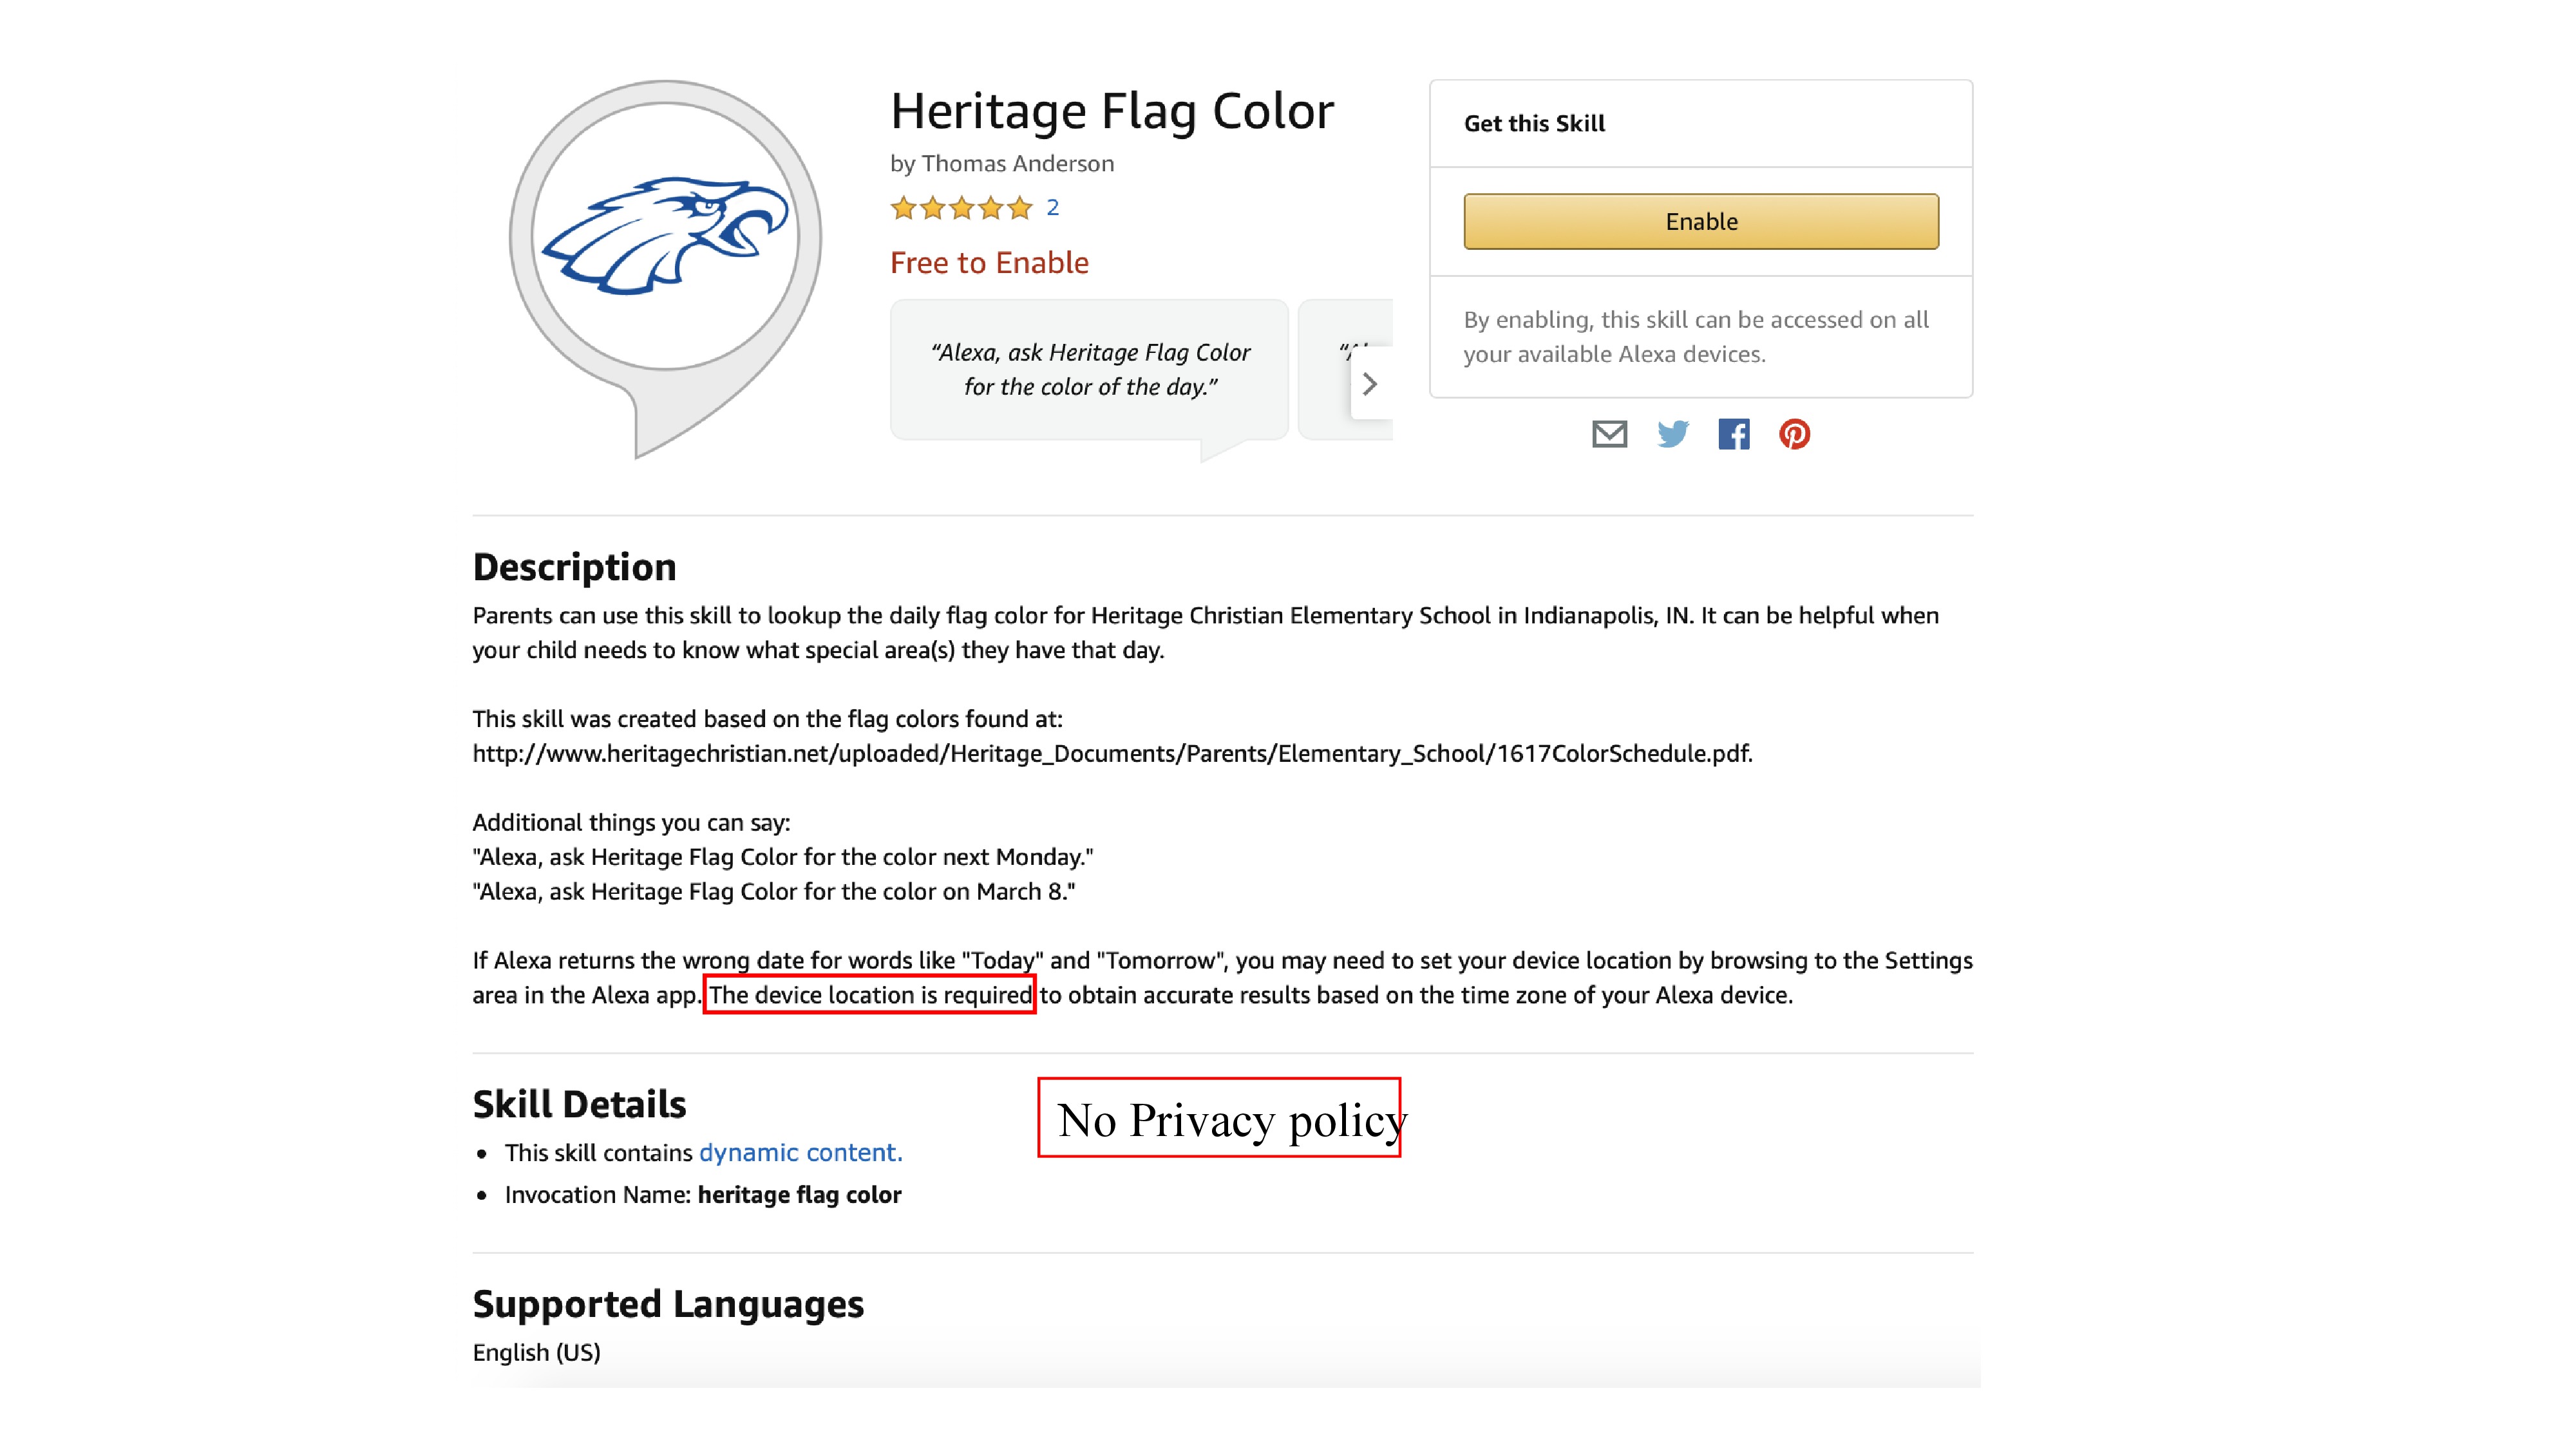 Heritage Flag Color
by Thomas Anderson
2
Free to Enable
“Alexa, ask Heritage Flag Color
for the color of the day.”
Get this Skill
Enable
By enabling, this skill can be accessed on all
your available Alexa devices.
Description
Parents can use this skill to lookup the daily flag color for Heritage Christian Elementary School in Indianapolis, IN. It can be helpful when
your child needs to know what special area(s) they have that day.
This skill was created based on the flag colors found at:
http://www.heritagechristian.net/uploaded/Heritage_Documents/Parents/Elementary_School/1617ColorSchedule.pdf.
Additional things you can say:
"Alexa, ask Heritage Flag Color for the color next Monday."
"Alexa, ask Heritage Flag Color for the color on March 8."
If Alexa returns the wrong date for words like "Today" and "Tomorrow", you may need to set your device location by browsing to the Settings
area in the Alexa app. The device location is required to obtain accurate results based on the time zone of your Alexa device.
Skill Details
No Privacy policy
• This skill contains dynamic content.
• Invocation Name: heritage flag color
Supported Languages
English (US)